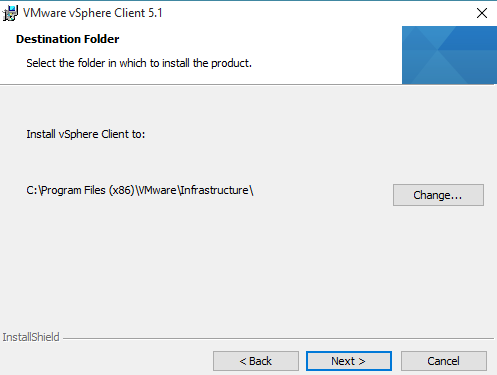 VMware vSphere Client 5.1
Destination Folder
Select the folder in which to install the product.
Install vSphere Client to:
C:\Program Files (x86)\VMware\Infrastructure\
Change...
InstallShield
< Back
Next >
Cancel